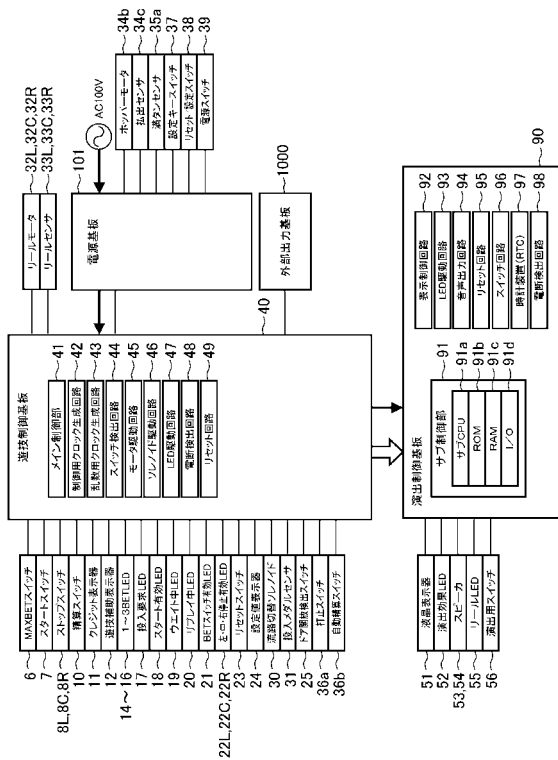 リールモータ 32L,32C,32R
リールセンサ 33L,33C,33R
AC100V
101
電源基板
ホッパーモータ 34b
払出センサ 34c
満タンセンサ 35a
設定キースイッチ 37
リセット/設定スイッチ 38
電源スイッチ 39
1000
外部出力基板
40
遊技制御基板
メイン制御部 41
制御用クロック生成回路 42
乱数用クロック生成回路 43
スイッチ検出回路 44
モータ駆動回路 45
ソレノイド駆動回路 46
LED駆動回路 47
電断検出回路 48
リセット回路 49
6 MAXBETスイッチ
7 スタートスイッチ
8L,8C,8R ストップスイッチ
10 精算スイッチ
11 クレジット表示器
12 遊技補助表示器
14～16 1～3BETLED
17 投入要求LED
18 スタート有効LED
19 ウエイト中LED
20 リプレイ中LED
21 BETスイッチ有効LED
22L,22C,22R 左・中・右停止有効LED
23 リセットスイッチ
24 設定値表示器
30 流路切替ソレノイド
31 投入メダルセンサ
25 ドア開放検出スイッチ
36a 打止スイッチ
36b 自動精算スイッチ
90
演出制御基板
91
サブ制御部
サブCPU 91a
ROM 91b
RAM 91c
I/O 91d
表示制御回路 92
LED駆動回路 93
音声出力回路 94
リセット回路 95
スイッチ回路 96
時計装置(RTC) 97
電断検出回路 98
51 液晶表示器
52 演出効果LED
53,54 スピーカ
55 リールLED
56 演出用スイッチ